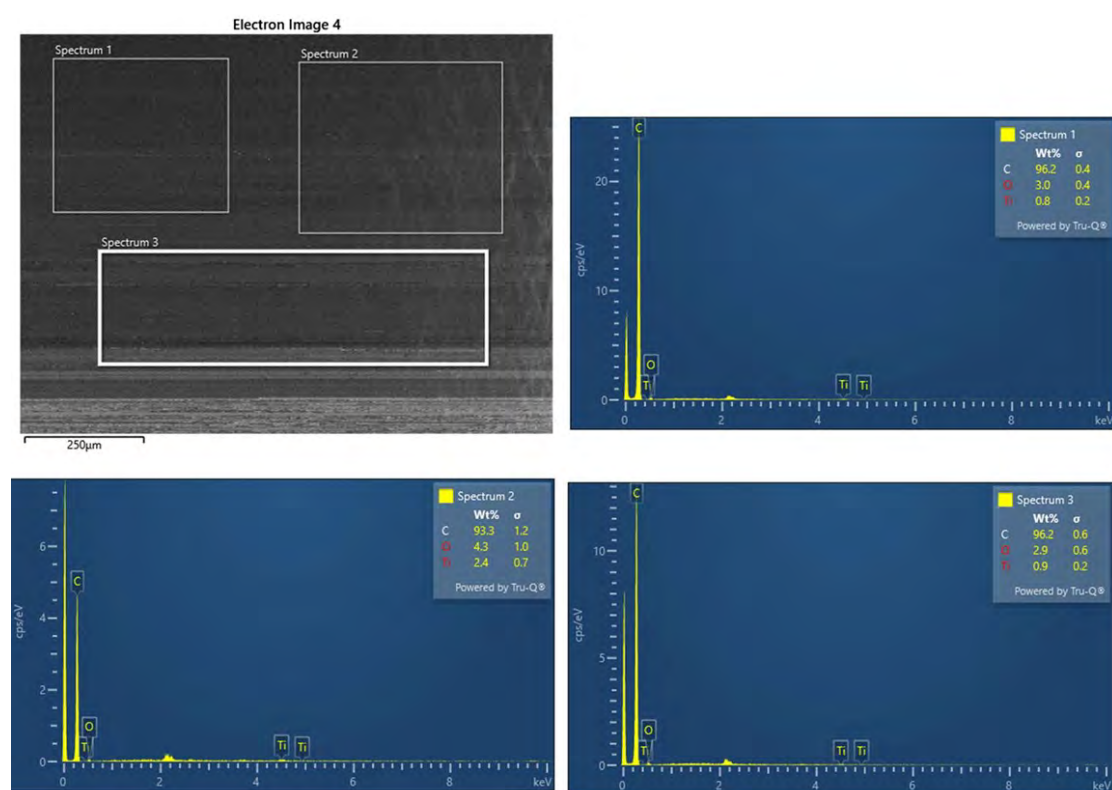 Electron Image 4
Spectrum 1
Spectrum 2
Spectrum 3
250µm
cps/eV
20
10
0
C
Ti
O
Ti
Ti
0 2 4 6 8 keV
Spectrum 1
Wt% σ
C 96.2 0.4
O 3.0 0.4
Ti 0.8 0.2
Powered by Tru-Q®
cps/eV
6
4
2
0
C
T
O
Ti
Ti
0 2 4 6 8 keV
Spectrum 2
Wt% σ
C 93.3 1.2
O 4.3 1.0
Ti 2.4 0.7
Powered by Tru-Q®
cps/eV
10
5
0
C
T
O
Ti
Ti
0 2 4 6 8 keV
Spectrum 3
Wt% σ
C 96.2 0.6
O 2.9 0.6
Ti 0.9 0.2
Powered by Tru-Q®